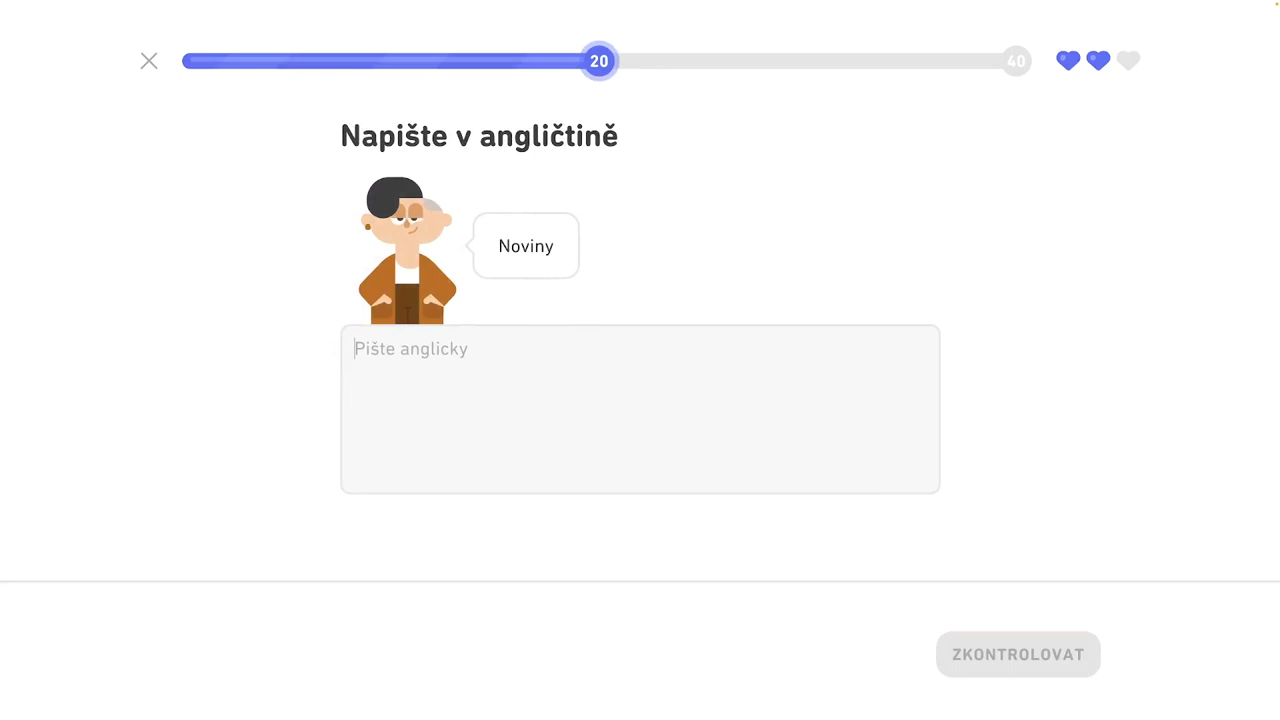 20
40
Napište v angličtině
Noviny
Pište anglicky
ZKONTROLOVAT